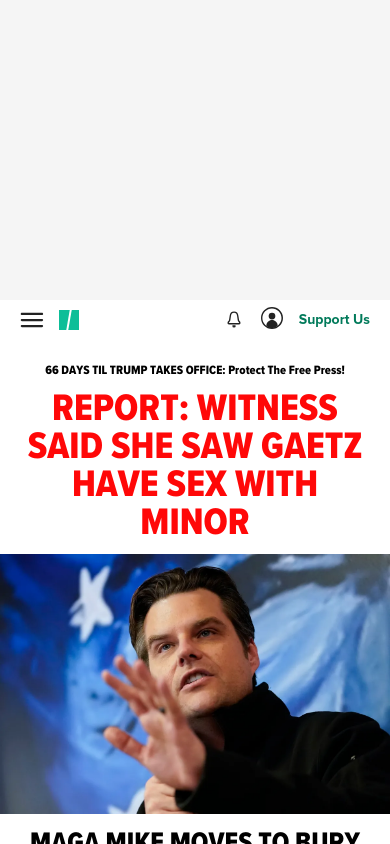 Support Us
66 DAYS TIL TRUMP TAKES OFFICE: Protect The Free Press!
REPORT: WITNESS
SAID SHE SAW GAETZ
HAVE SEX WITH
MINOR
MAGA MIKE MOVES TO BURY